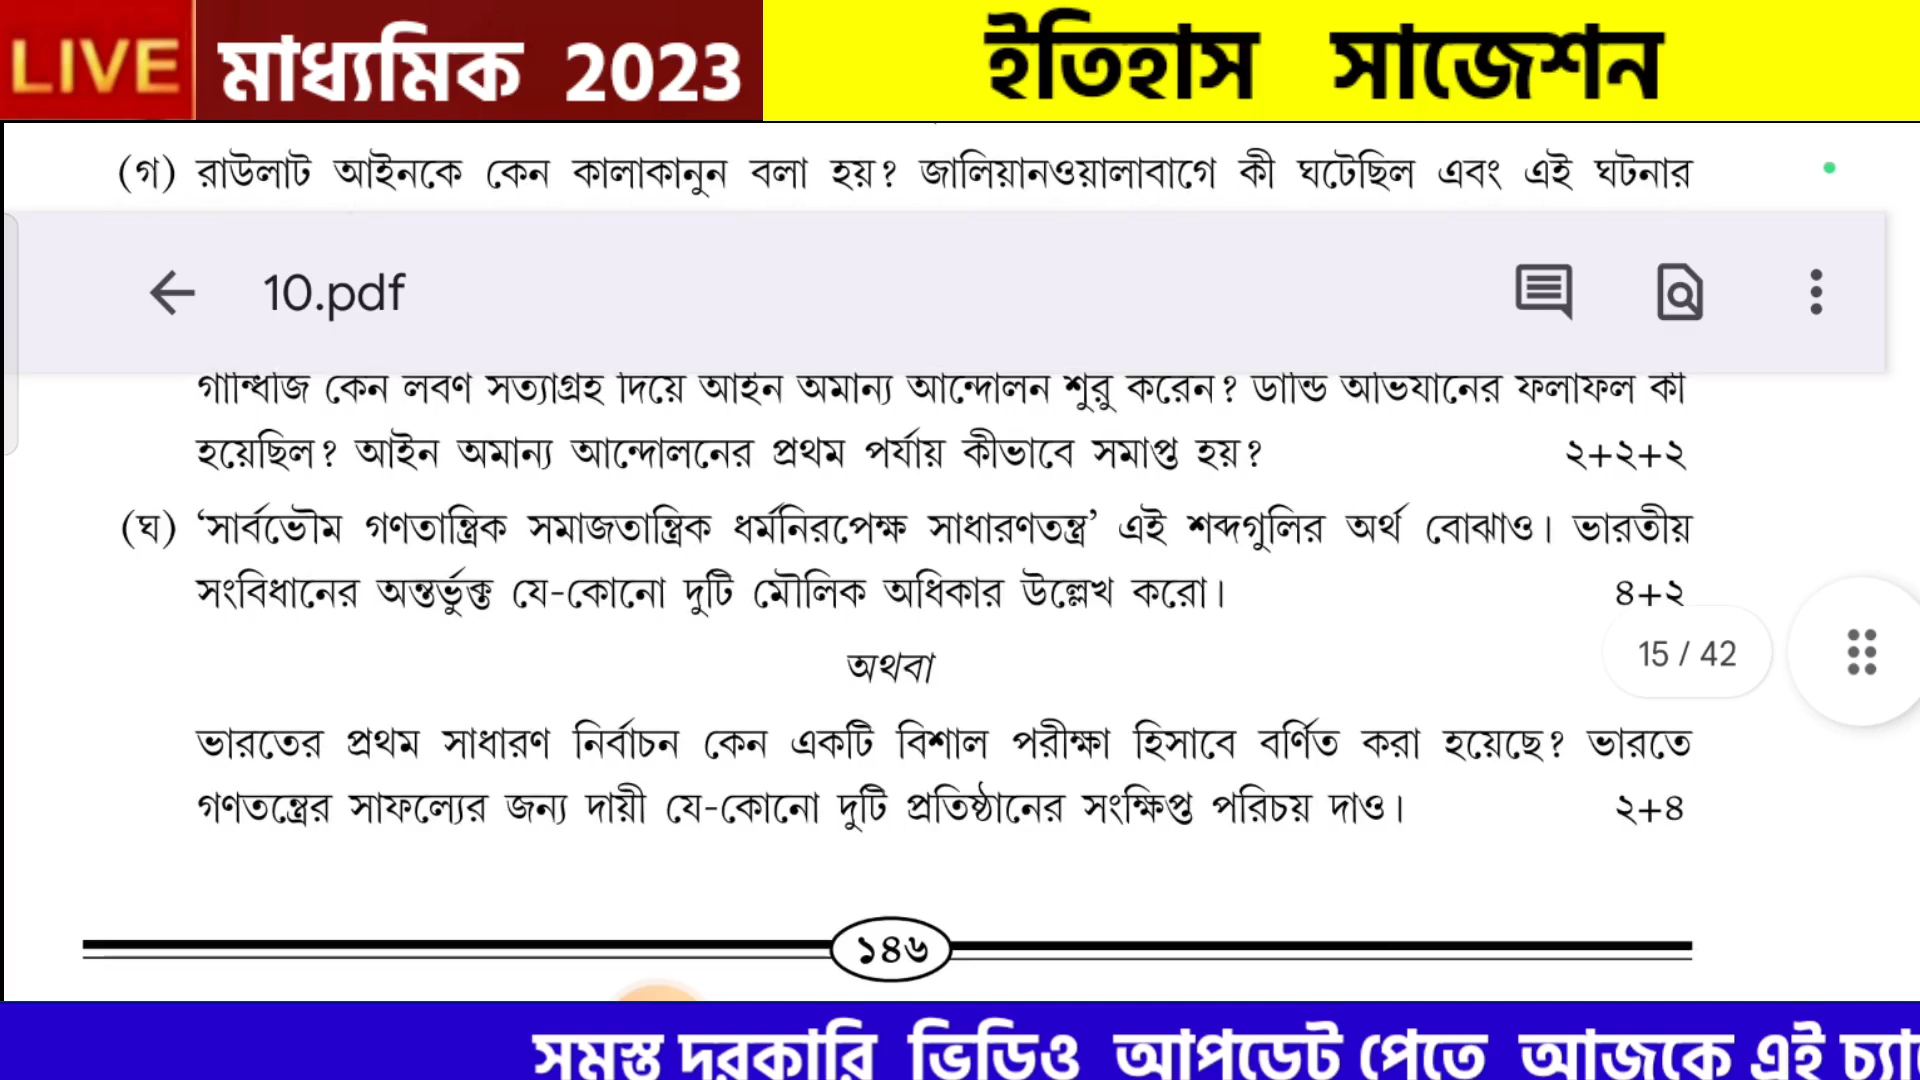 LIVE মাধ্যমিক 2023 ইতিহাস সাজেশন
(গ) রাউলাট আইনকে কেন কালাকানুন বলা হয়? জালিয়ানওয়ালাবাগে কী ঘটেছিল এবং এই ঘটনার
10.pdf
গান্ধিজি কেন লবণ সত্যাগ্রহ দিয়ে আইন অমান্য আন্দোলন শুরু করেন? ডান্ডি অভিযানের ফলাফল কী
হয়েছিল? আইন অমান্য আন্দোলনের প্রথম পর্যায় কীভাবে সমাপ্ত হয়? ২+২+২
(ঘ) ‘সার্বভৌম গণতান্ত্রিক সমাজতান্ত্রিক ধর্মনিরপেক্ষ সাধারণতন্ত্র’ এই শব্দগুলির অর্থ বোঝাও। ভারতীয়
সংবিধানের অন্তর্ভুক্ত যে-কোনো দুটি মৌলিক অধিকার উল্লেখ করো। ৪+২
অথবা
15 / 42
ভারতের প্রথম সাধারণ নির্বাচন কেন একটি বিশাল পরীক্ষা হিসাবে বর্ণিত করা হয়েছে? ভারতে
গণতন্ত্রের সাফল্যের জন্য দায়ী যে-কোনো দুটি প্রতিষ্ঠানের সংক্ষিপ্ত পরিচয় দাও। ২+৪
১৪৬
সমস্ত দরকারি ভিডিও আপডেট পেতে আজকে এই